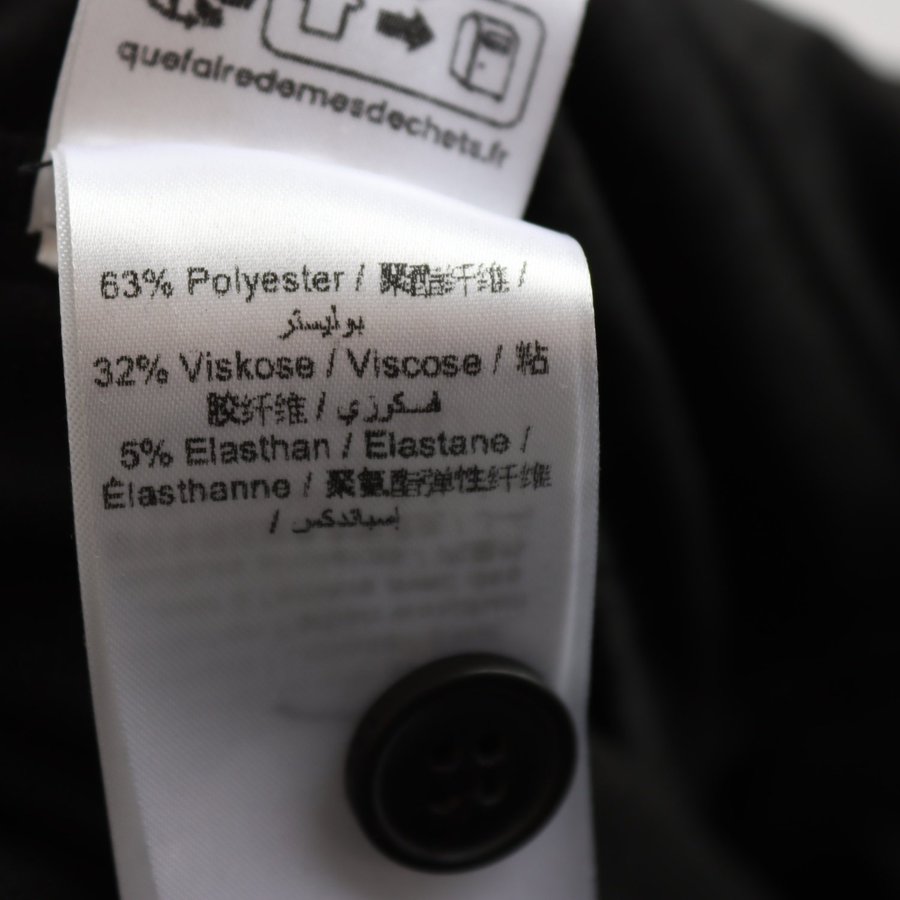 quefairedemesdechets.fr
63% Polyester / 聚酯纤维 /
بوليستر
32% Viskose / Viscose / 粘
胶纤维 / فسكرزي
5% Elasthan / Elastane /
Élasthanne / 聚氨酯弹性纤维
/ إسباندكس